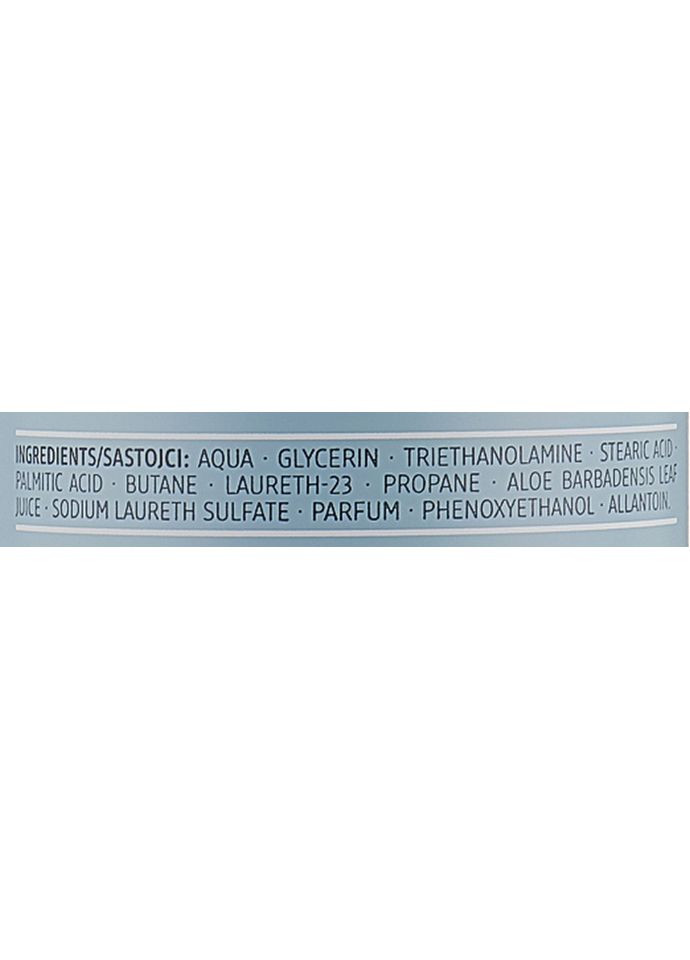 INGREDIENTS/SASTOJCI: AQUA · GLYCERIN · TRIETHANOLAMINE · STEARIC ACID ·
PALMITIC ACID · BUTANE · LAURETH-23 · PROPANE · ALOE BARBADENSIS LEAF
JUICE · SODIUM LAURETH SULFATE · PARFUM · PHENOXYETHANOL · ALLANTOIN.